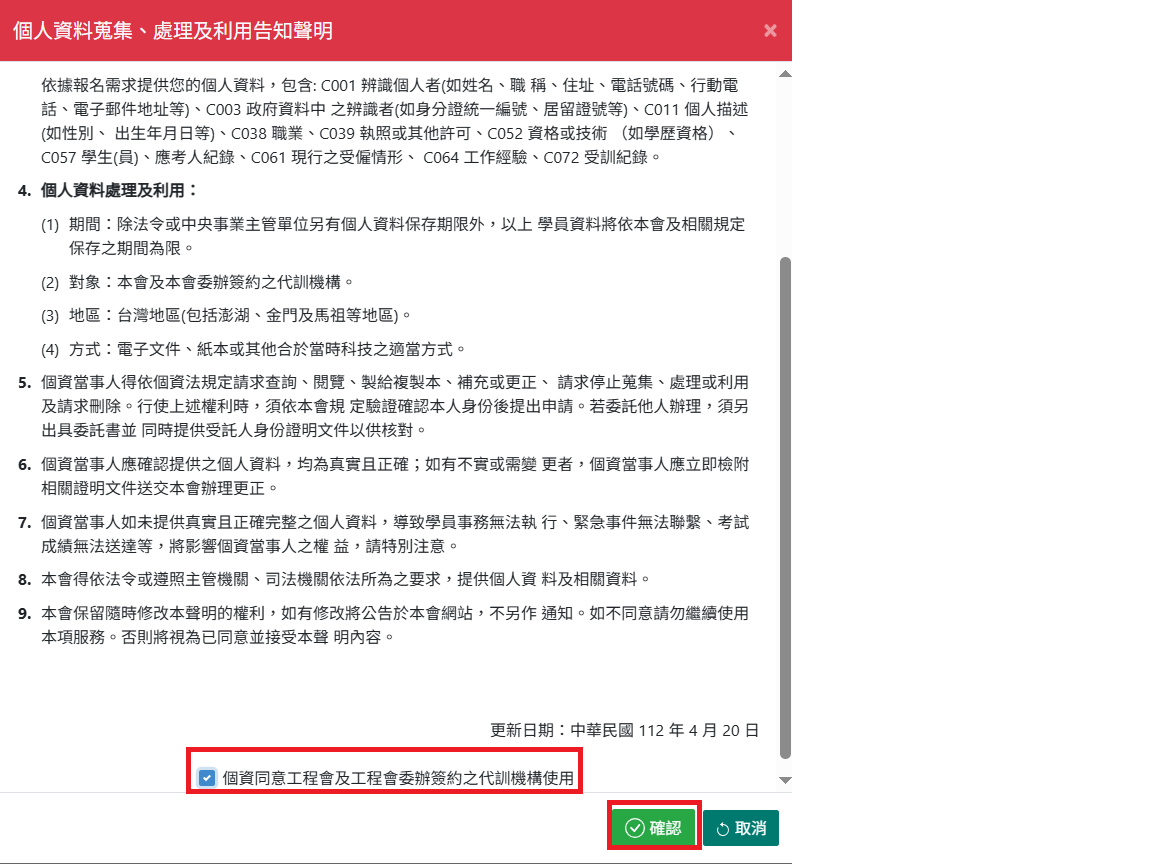 個人資料蒐集、處理及利用告知聲明
依據報名需求提供您的個人資料，包含: C001 辨識個人者(如姓名、職 稱、住址、電話號碼、行動電
話、電子郵件地址等)、C003 政府資料中 之辨識者(如身分證統一編號、居留證號等)、C011 個人描述
(如性別、 出生年月日等)、C038 職業、C039 執照或其他許可、C052 資格或技術 （如學歷資格）、
C057 學生(員)、應考人紀錄、C061 現行之受僱情形、 C064 工作經驗、C072 受訓紀錄。
4. 個人資料處理及利用：
(1) 期間：除法令或中央事業主管單位另有個人資料保存期限外，以上 學員資料將依本會及相關規定
保存之期間為限。
(2) 對象：本會及本會委辦簽約之代訓機構。
(3) 地區：台灣地區(包括澎湖、金門及馬祖等地區)。
(4) 方式：電子文件、紙本或其他合於當時科技之適當方式。
5. 個資當事人得依個資法規定請求查詢、閱覽、製給複製本、補充或更正、 請求停止蒐集、處理或利用
及請求刪除。行使上述權利時，須依本會規 定驗證確認本人身份後提出申請。若委託他人辦理，須另
出具委託書並 同時提供受託人身份證明文件以供核對。
6. 個資當事人應確認提供之個人資料，均為真實且正確；如有不實或需變 更者，個資當事人應立即檢附
相關證明文件送交本會辦理更正。
7. 個資當事人如未提供真實且正確完整之個人資料，導致學員事務無法執 行、緊急事件無法聯繫、考試
成績無法送達等，將影響個資當事人之權 益，請特別注意。
8. 本會得依法令或遵照主管機關、司法機關依法所為之要求，提供個人資 料及相關資料。
9. 本會保留隨時修改本聲明的權利，如有修改將公告於本會網站，不另作 通知。如不同意請勿繼續使用
本項服務。否則將視為已同意並接受本聲 明內容。
更新日期：中華民國 112 年 4 月 20 日
個資同意工程會及工程會委辦簽約之代訓機構使用
確認
取消